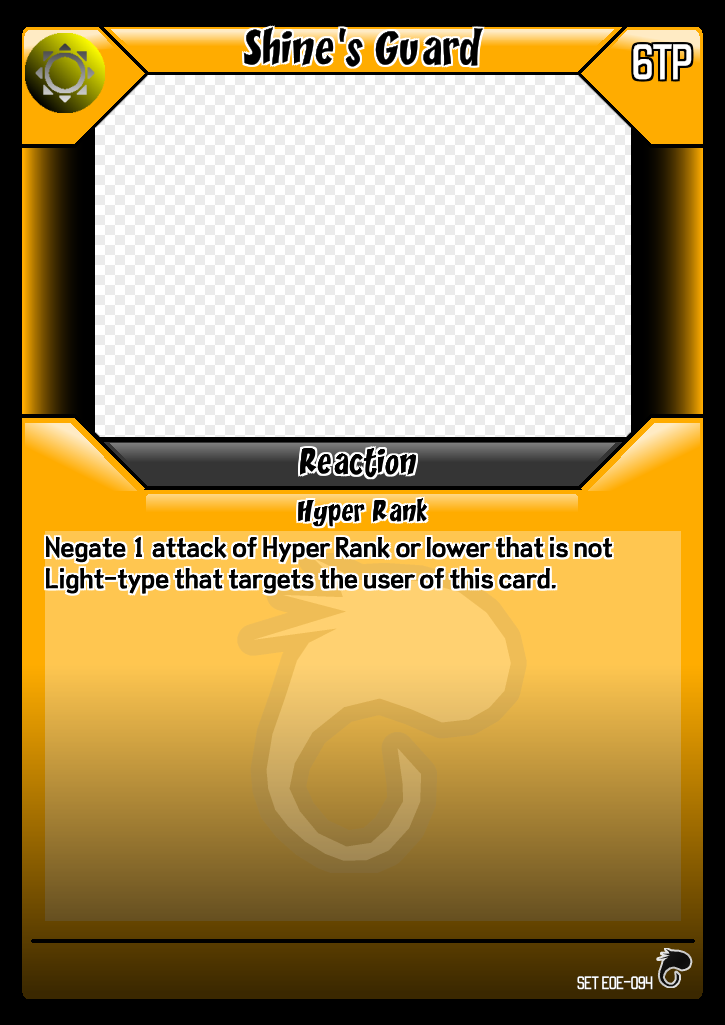 Shine's Guard
6TP
Reaction
Hyper Rank
Negate 1 attack of Hyper Rank or lower that is not
Light-type that targets the user of this card.
SET EOE-094